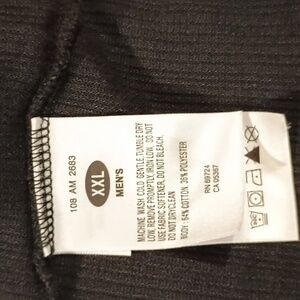 108 AM 2683
XXL
MEN'S
MACHINE WASH COLD. GENTLE, TUMBLE DRY
LOW. REMOVE PROMPTLY. IRON LOW. DO NOT
USE FABRIC SOFTENER. DO NOT BLEACH.
DO NOT DRYCLEAN
BODY: 64% COTTON. 36% POLYESTER
RN 69724
CA 05367